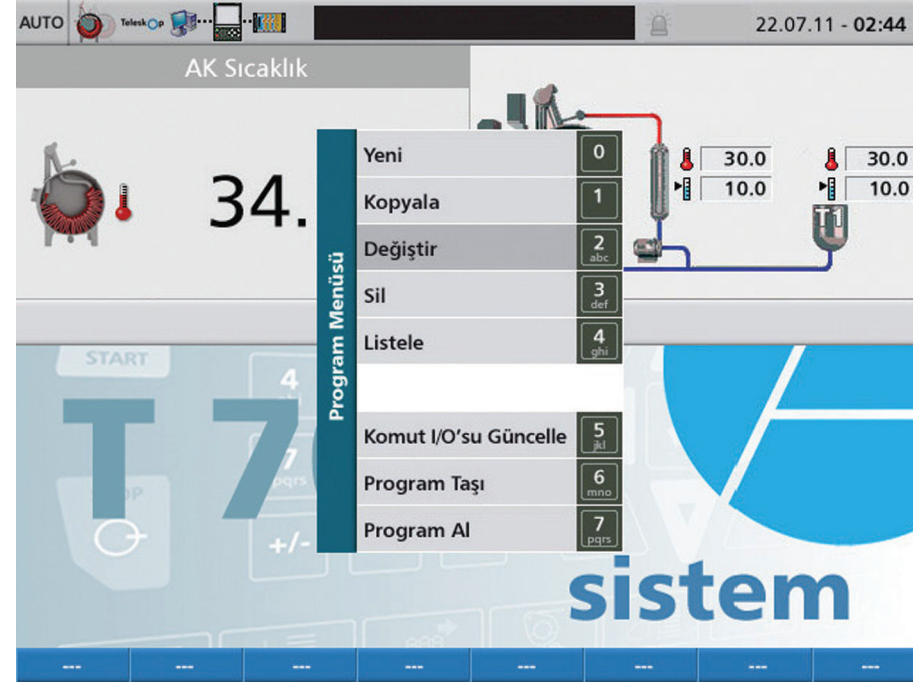 AUTO
Teleskop
22.07.11 - 02:44
AK Sıcaklık
34.
30.0
10.0
30.0
10.0
T1
Program Menüsü
Yeni 0
Kopyala 1
Değiştir 2 abc
Sil 3 def
Listele 4 ghi
Komut I/O'su Güncelle 5 jkl
Program Taşı 6 mno
Program Al 7 pqrs
START
4
T 7
7
pqrs
+/-
sistem
--- --- --- --- --- --- --- ---